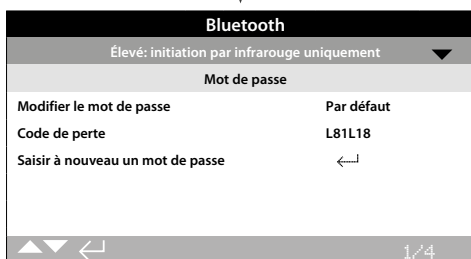 Bluetooth
Élevé: initiation par infrarouge uniquement
Mot de passe
Modifier le mot de passe Par défaut
Code de perte L81L18
Saisir à nouveau un mot de passe
1/4